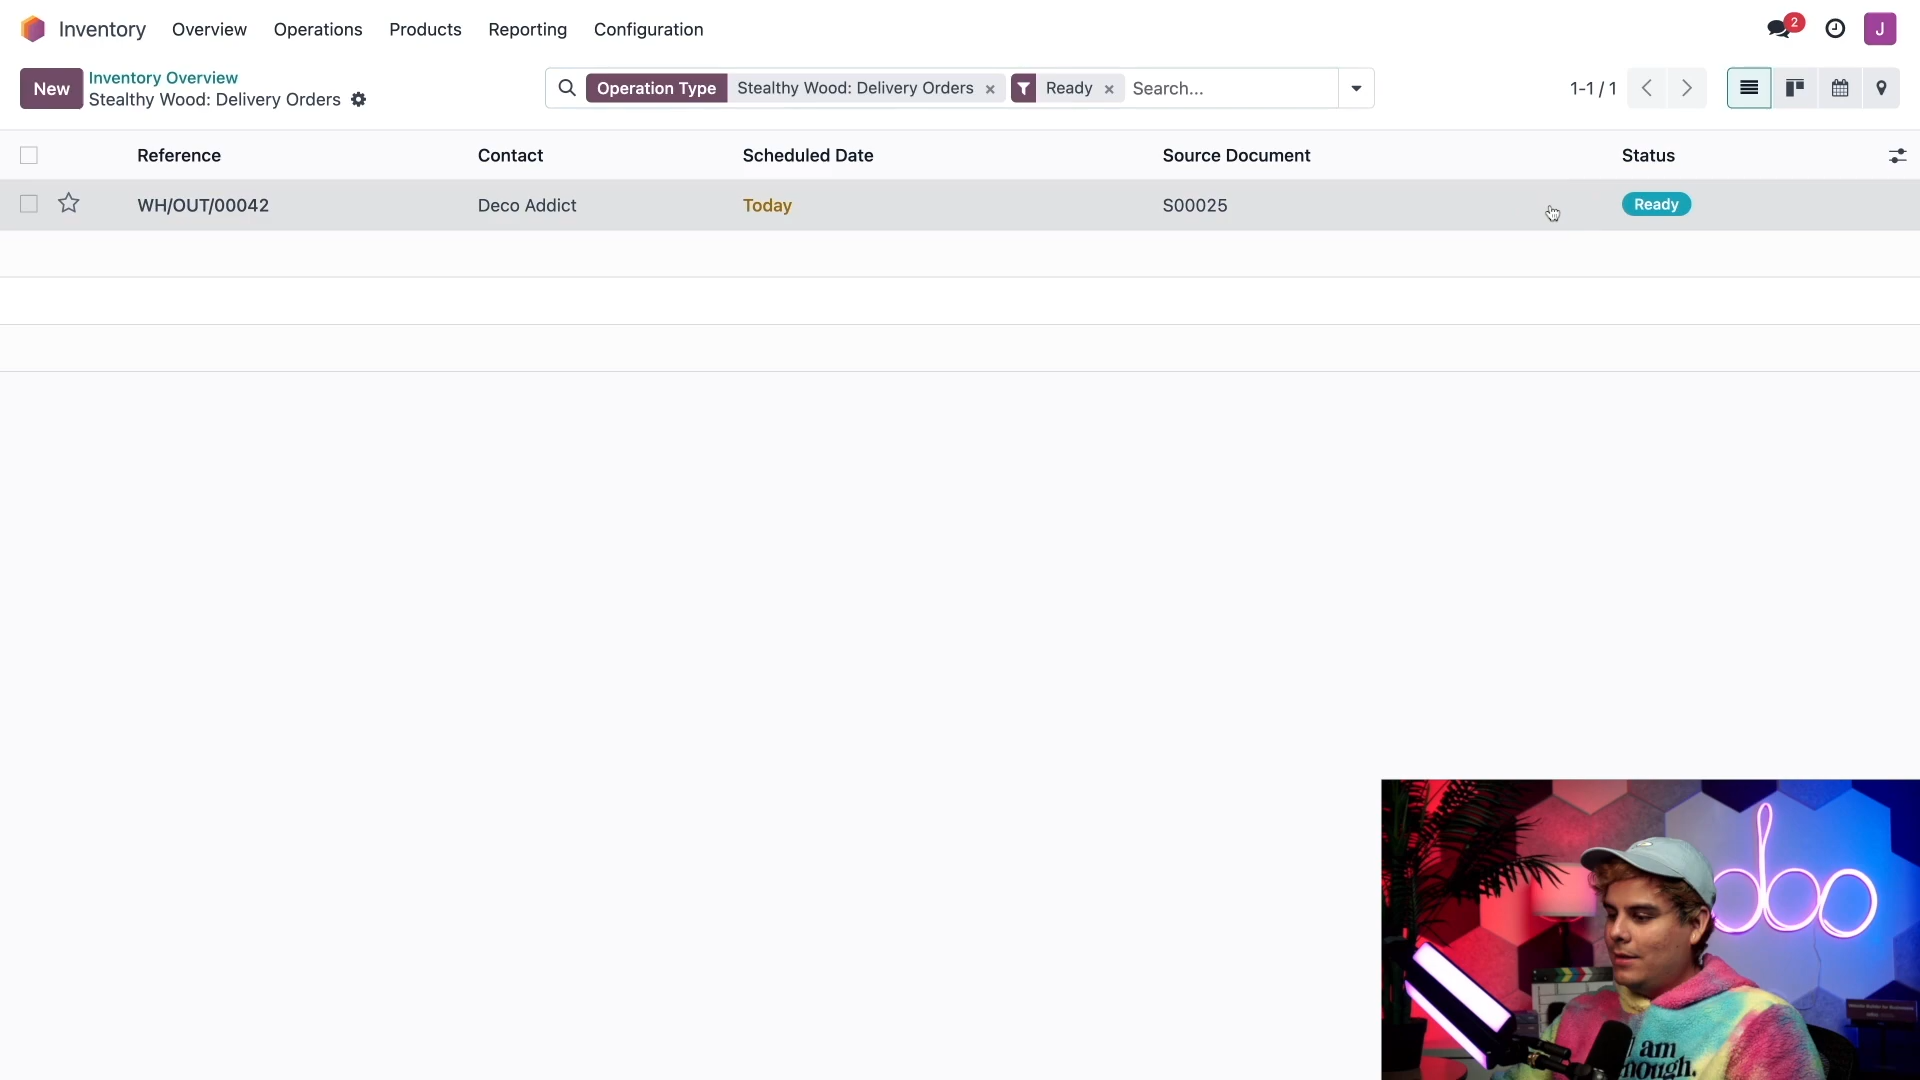 Inventory Overview Operations Products Reporting Configuration 2 J
New Inventory Overview
Stealthy Wood: Delivery Orders
Operation Type Stealthy Wood: Delivery Orders × Ready × Search... 1-1 / 1
Reference Contact Scheduled Date Source Document Status
WH/OUT/00042 Deco Addict Today S00025 Ready
I am
enough.